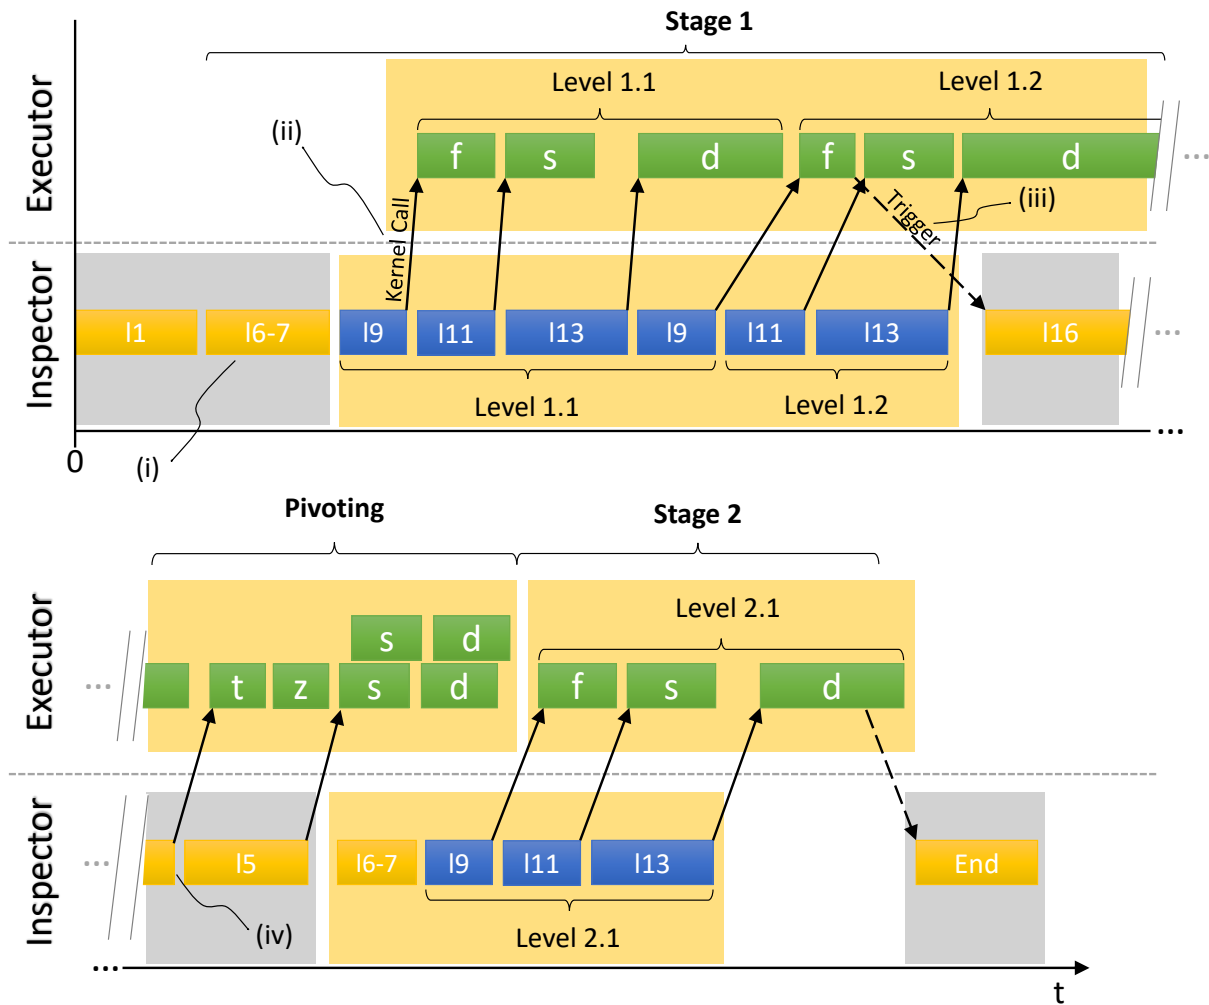 Stage 1
Level 1.1
Level 1.2
(ii)
f s d f s d
...
Executor
Kernel Call
Trigger
(iii)
Inspector
l1 l6-7 l9 l11 l13 l9 l11 l13 l16
...
Level 1.1
Level 1.2
0
(i)
...
Pivoting
Stage 2
Level 2.1
Executor
s d
... t z s d f s d
Inspector
... l5 l6-7 l9 l11 l13 End
(iv)
Level 2.1
...
t